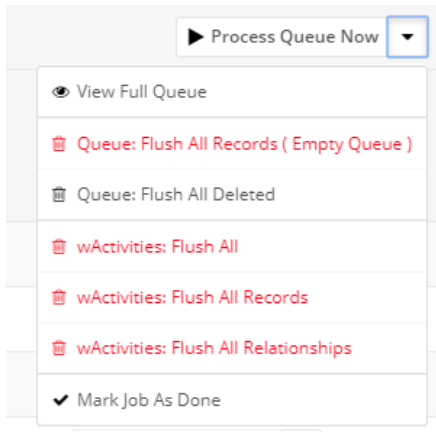 Process Queue Now
View Full Queue
Queue: Flush All Records ( Empty Queue )
Queue: Flush All Deleted
wActivities: Flush All
wActivities: Flush All Records
wActivities: Flush All Relationships
Mark Job As Done